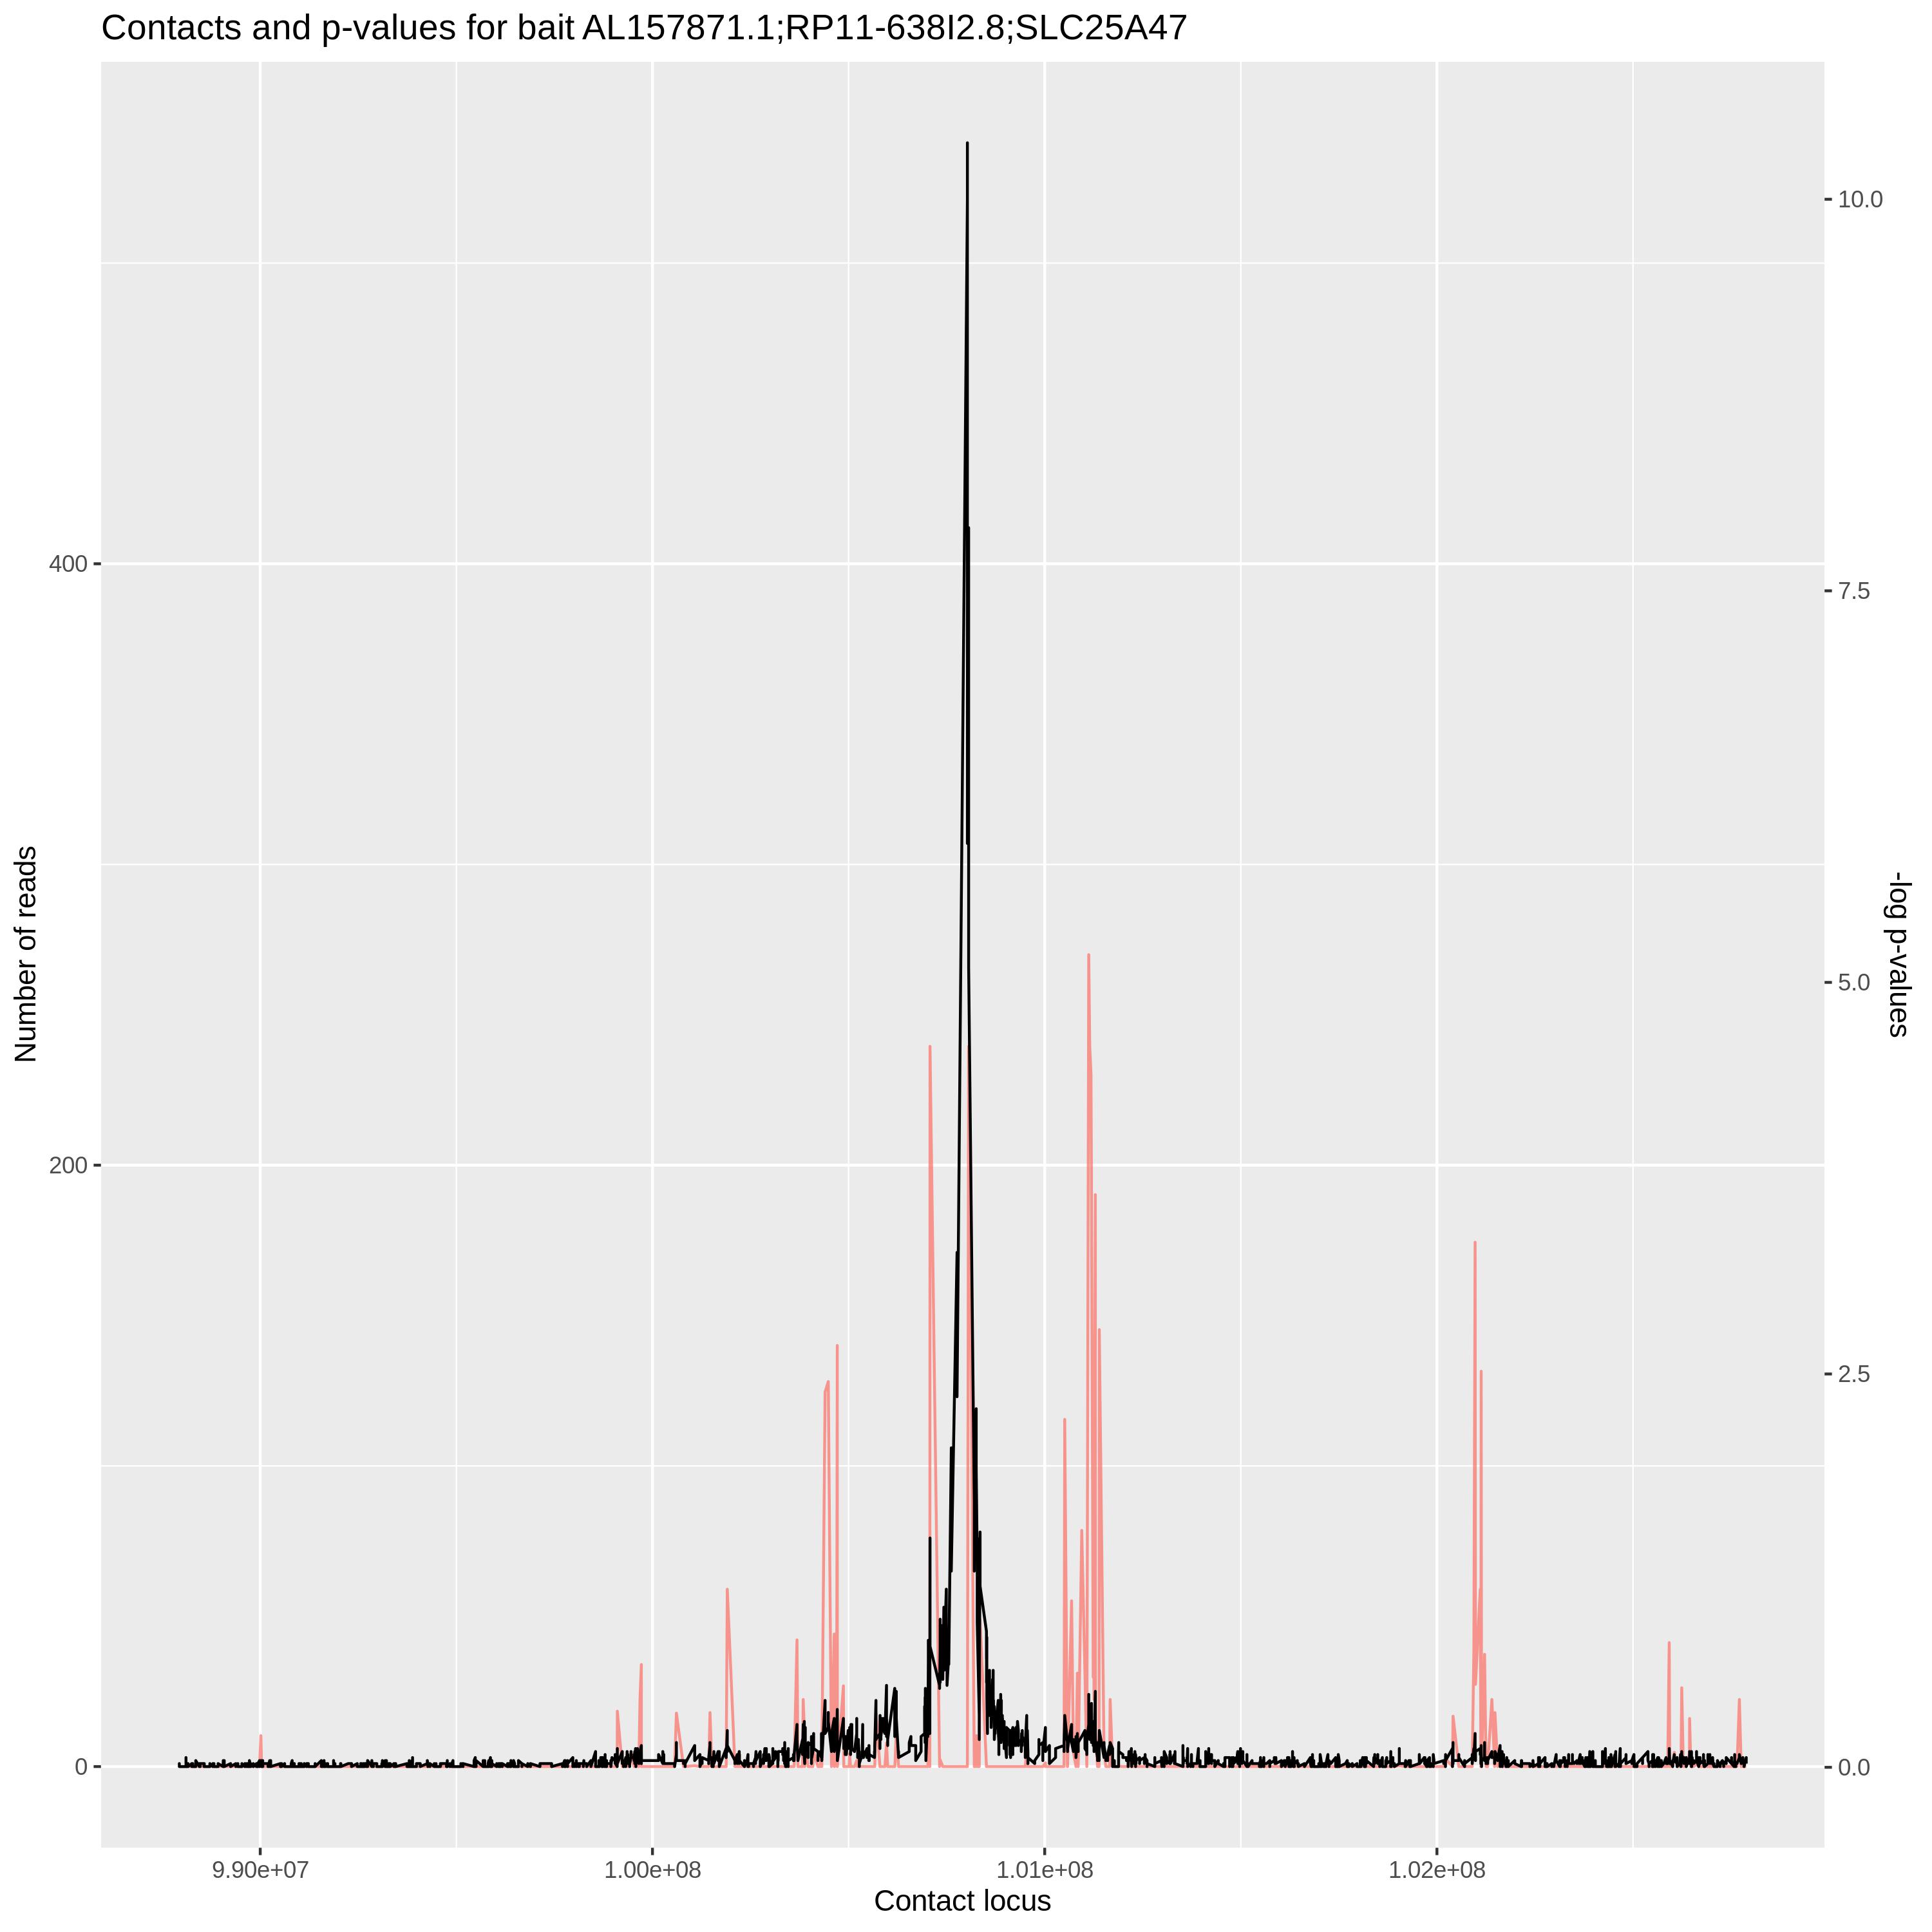 Contacts and p-values for bait AL157871.1;RP11-638I2.8;SLC25A47
10.0
400
7.5
Number of reads
-log p-values
5.0
200
2.5
0
0.0
9.90e+07 1.00e+08 1.01e+08 1.02e+08
Contact locus